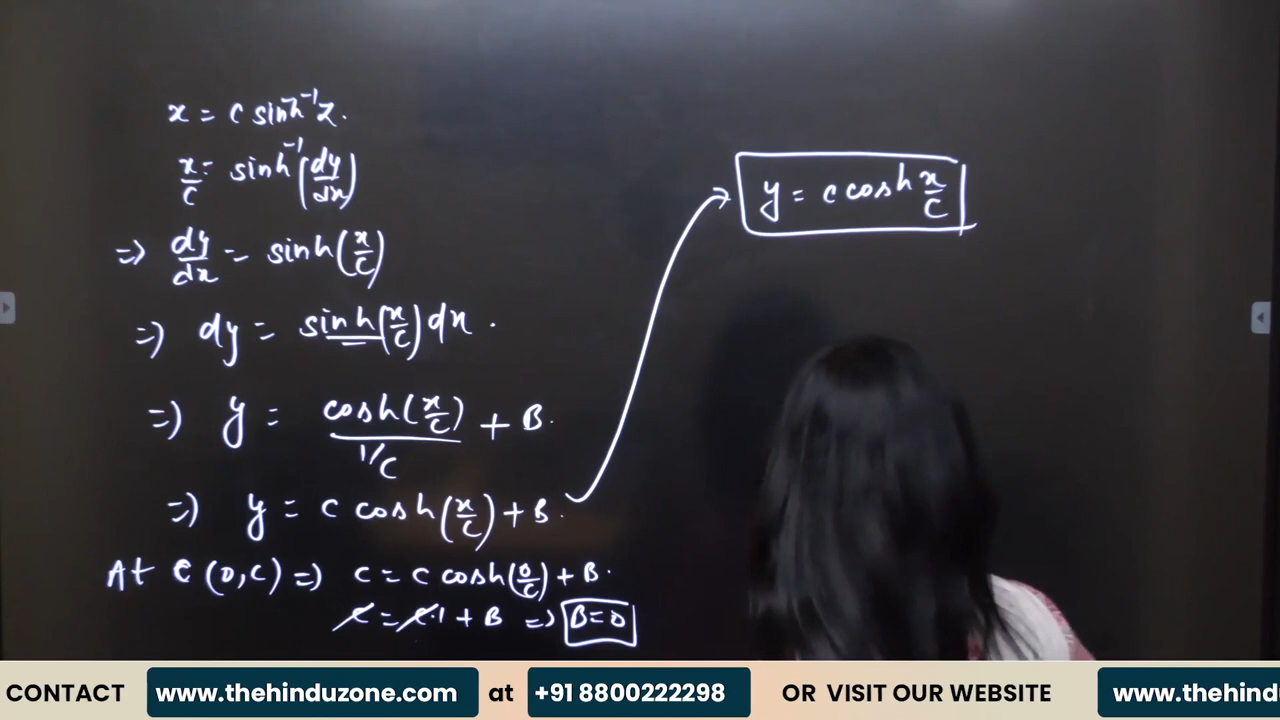 x = c sinh⁻¹z.
x/c = sinh⁻¹(dy/dx)
=> dy/dx = sinh(x/c)
=> dy = sinh(x/c) dx .
=> y = cosh(x/c) / 1/c + B.
=> y = c cosh(x/c) + B.
At C (0,c) => c = c cosh(0/c) + B.
c = c.1 + B => B=0
y = c cosh x/c
CONTACT www.thehinduzone.com at +91 8800222298 OR VISIT OUR WEBSITE www.thehind